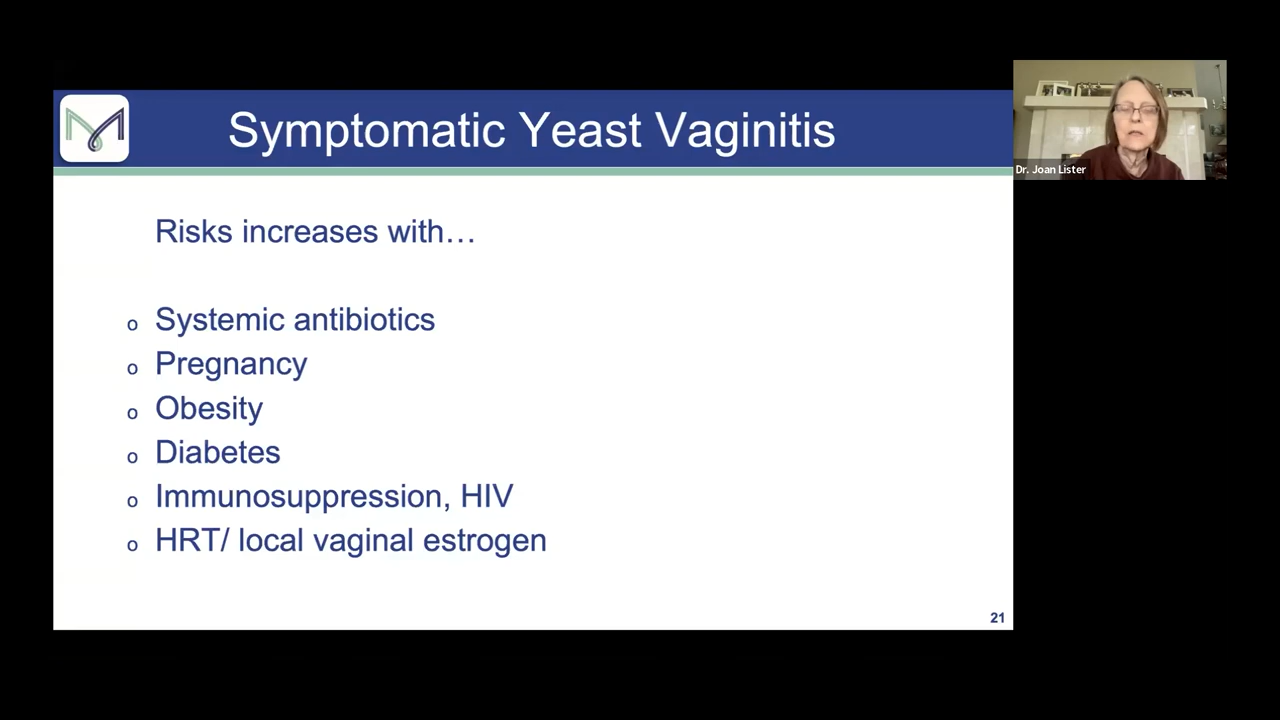 Symptomatic Yeast Vaginitis
Dr. Joan Lister
Risks increases with…
o Systemic antibiotics
o Pregnancy
o Obesity
o Diabetes
o Immunosuppression, HIV
o HRT/ local vaginal estrogen
21